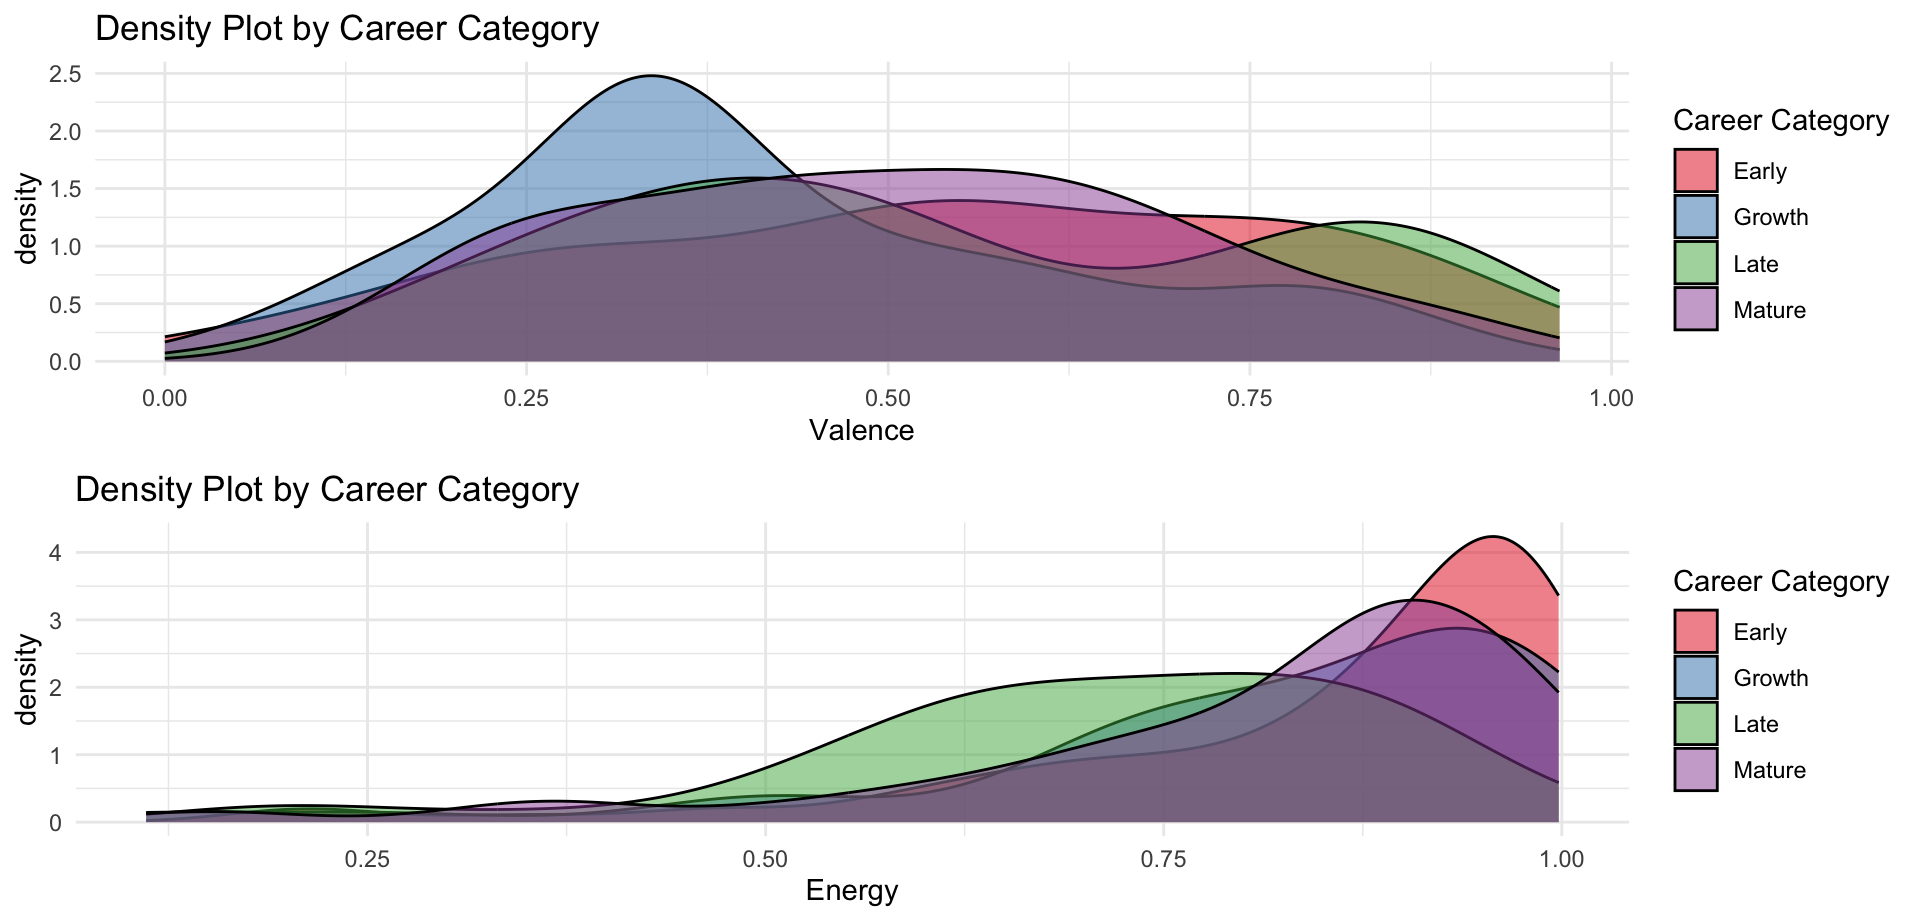 Density Plot by Career Category
2.5
2.0
1.5
1.0
0.5
0.0
density
0.00 0.25 0.50 0.75 1.00
Valence
Career Category
Early
Growth
Late
Mature
Density Plot by Career Category
4
3
2
1
0
density
0.25 0.50 0.75 1.00
Energy
Career Category
Early
Growth
Late
Mature